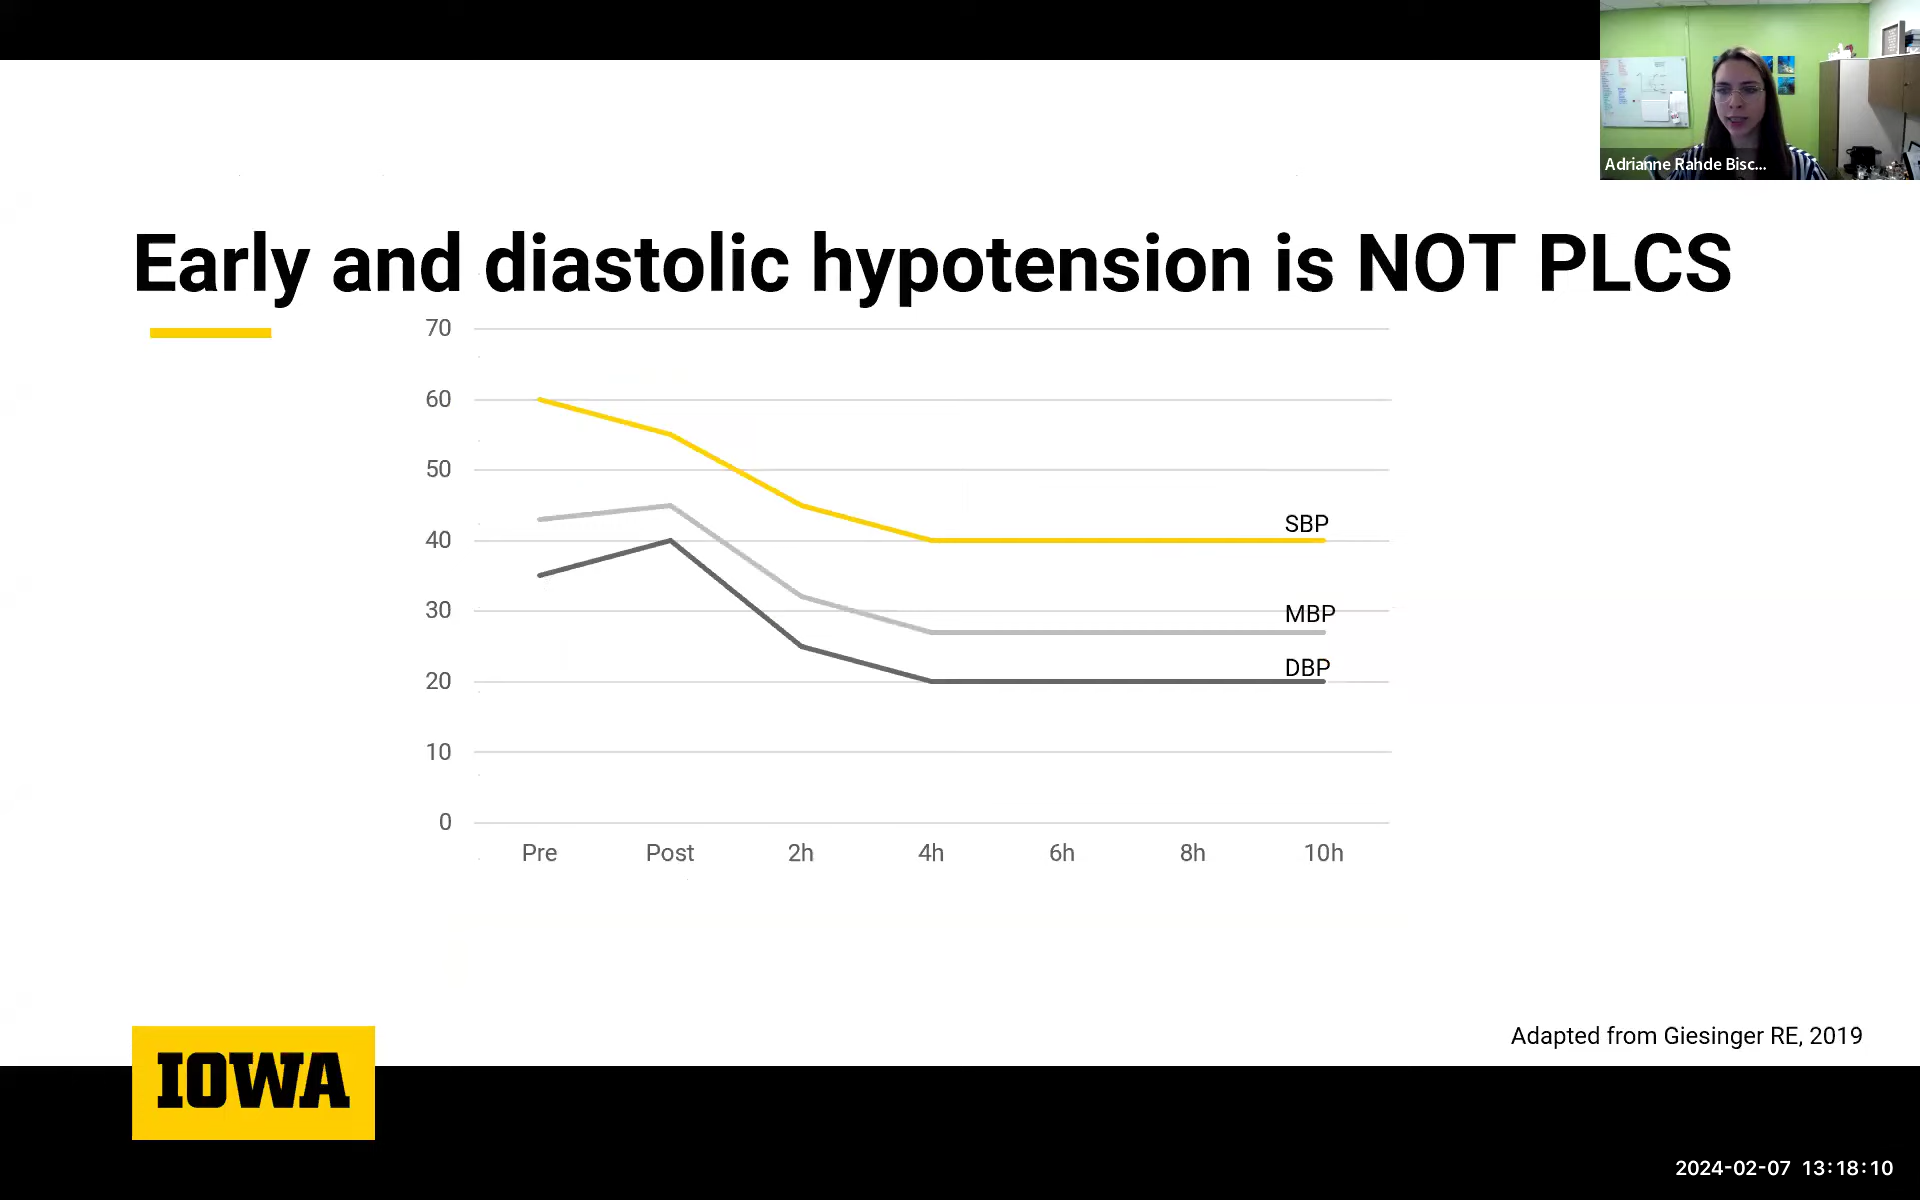 Adrianne Rahde Bisc...
Early and diastolic hypotension is NOT PLCS
70
60
50
40
30
20
10
0
SBP
MBP
DBP
Pre Post 2h 4h 6h 8h 10h
Adapted from Giesinger RE, 2019
IOWA
2024-02-07 13:18:10